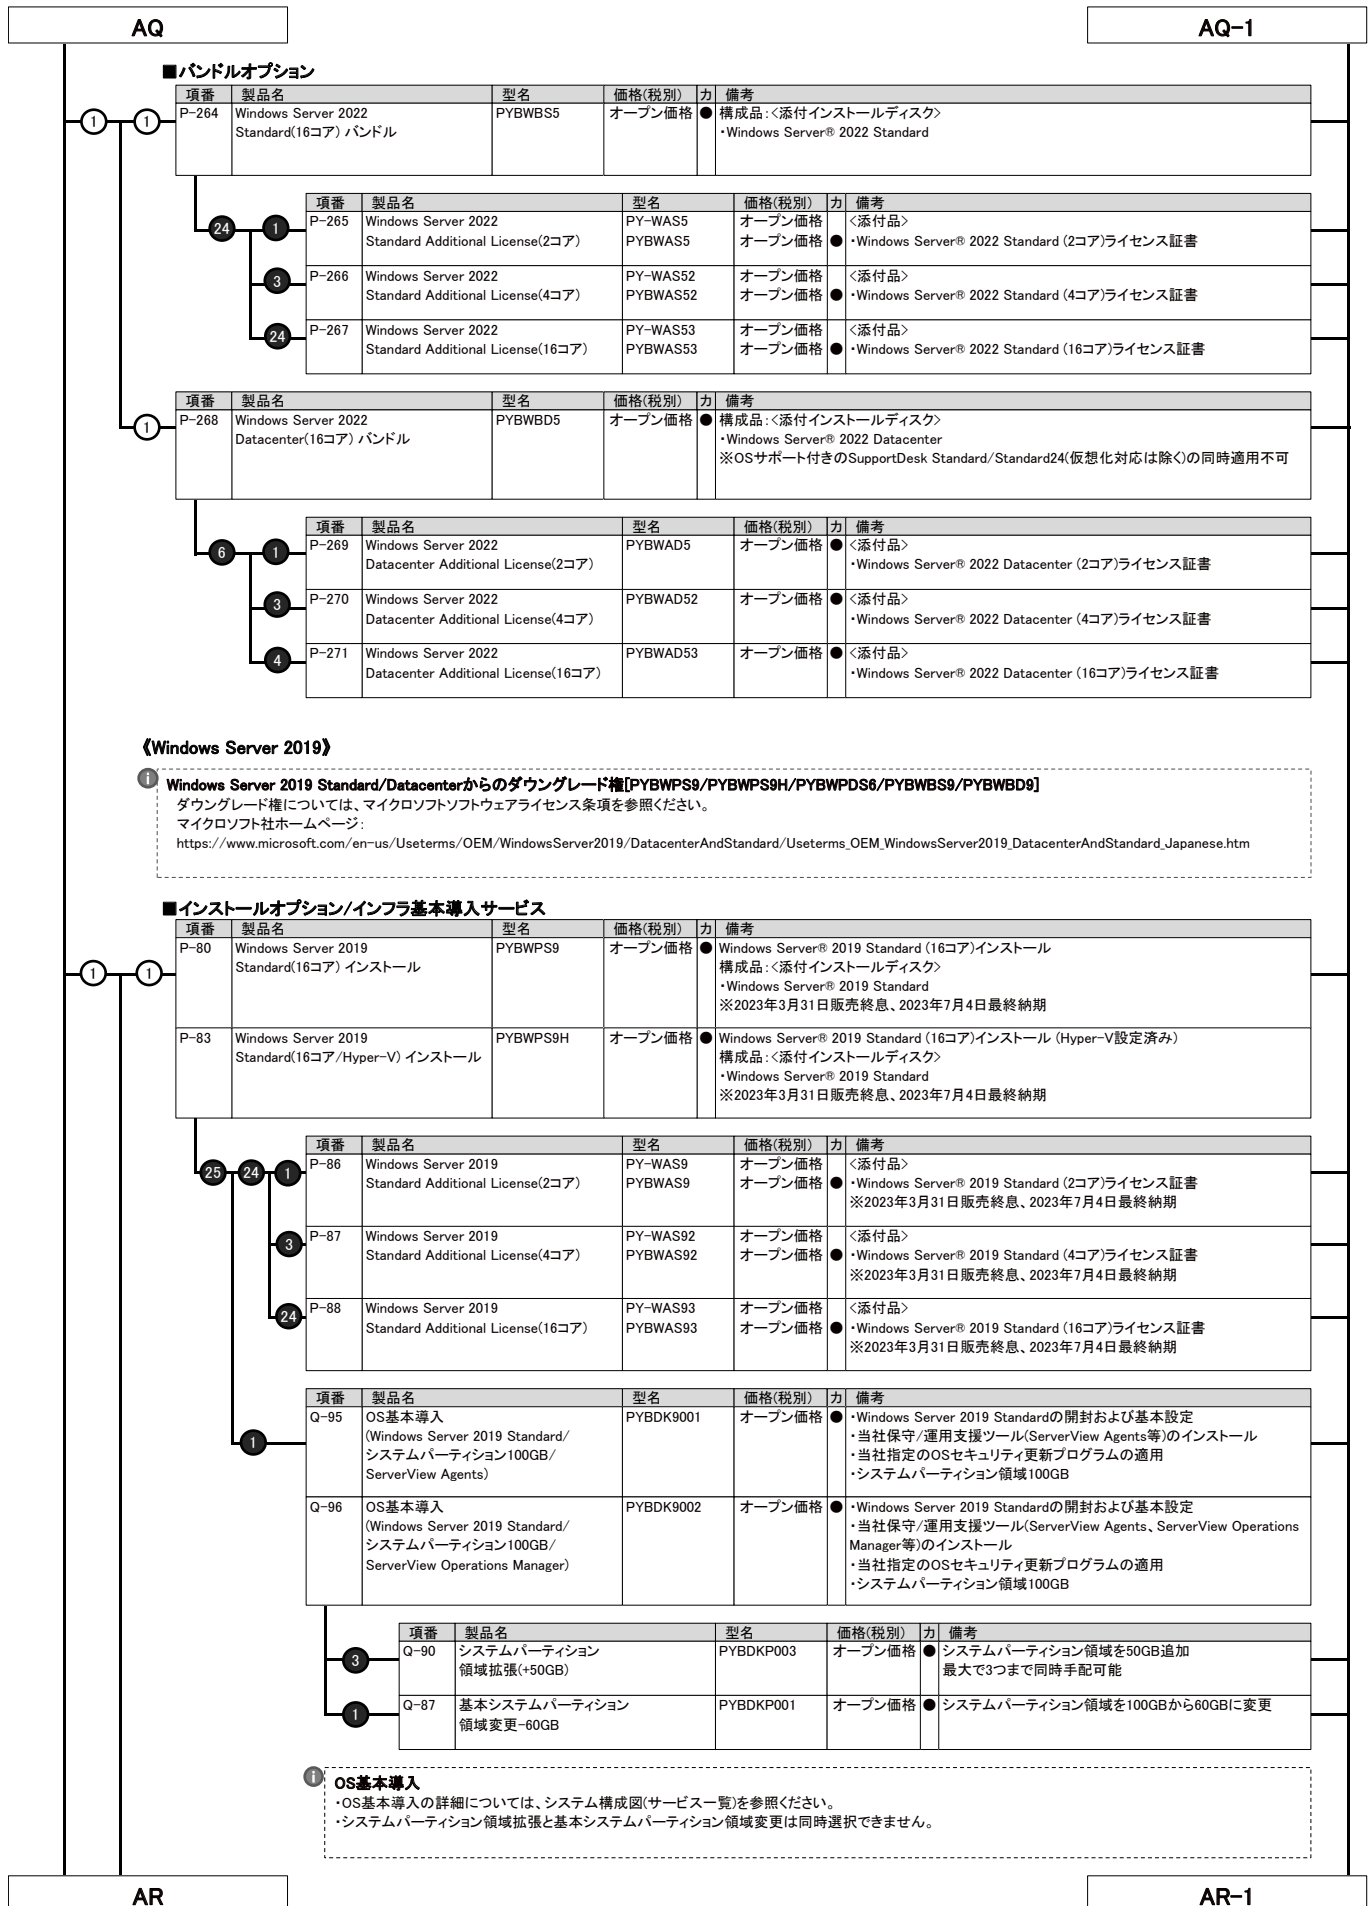 AQ
AQ-1
■バンドルオプション
項番 製品名 型名 価格(税別) カ 備考
① ① P-264 Windows Server 2022 PYBWBS5 オープン価格 ● 構成品:<添付インストールディスク>
Standard(16コア) バンドル ・Windows Server® 2022 Standard
項番 製品名 型名 価格(税別) カ 備考
24 1 P-265 Windows Server 2022 PY-WAS5 オープン価格 <添付品>
Standard Additional License(2コア) PYBWAS5 オープン価格 ● ・Windows Server® 2022 Standard (2コア)ライセンス証書
3 P-266 Windows Server 2022 PY-WAS52 オープン価格 <添付品>
Standard Additional License(4コア) PYBWAS52 オープン価格 ● ・Windows Server® 2022 Standard (4コア)ライセンス証書
24 P-267 Windows Server 2022 PY-WAS53 オープン価格 <添付品>
Standard Additional License(16コア) PYBWAS53 オープン価格 ● ・Windows Server® 2022 Standard (16コア)ライセンス証書
項番 製品名 型名 価格(税別) カ 備考
① P-268 Windows Server 2022 PYBWBD5 オープン価格 ● 構成品:<添付インストールディスク>
Datacenter(16コア) バンドル ・Windows Server® 2022 Datacenter
※OSサポート付きのSupportDesk Standard/Standard24(仮想化対応は除く)の同時適用不可
項番 製品名 型名 価格(税別) カ 備考
6 1 P-269 Windows Server 2022 PYBWAD5 オープン価格 ● <添付品>
Datacenter Additional License(2コア) ・Windows Server® 2022 Datacenter (2コア)ライセンス証書
3 P-270 Windows Server 2022 PYBWAD52 オープン価格 ● <添付品>
Datacenter Additional License(4コア) ・Windows Server® 2022 Datacenter (4コア)ライセンス証書
4 P-271 Windows Server 2022 PYBWAD53 オープン価格 ● <添付品>
Datacenter Additional License(16コア) ・Windows Server® 2022 Datacenter (16コア)ライセンス証書
《Windows Server 2019》
i Windows Server 2019 Standard/Datacenterからのダウングレード権[PYBWPS9/PYBWPS9H/PYBWPDS6/PYBWBS9/PYBWBD9]
ダウングレード権については、マイクロソフトソフトウェアライセンス条項を参照ください。
マイクロソフト社ホームページ:
https://www.microsoft.com/en-us/Useterms/OEM/WindowsServer2019/DatacenterAndStandard/Useterms_OEM_WindowsServer2019_DatacenterAndStandard_Japanese.htm
■インストールオプション/インフラ基本導入サービス
項番 製品名 型名 価格(税別) カ 備考
① ① P-80 Windows Server 2019 PYBWPS9 オープン価格 ● Windows Server® 2019 Standard (16コア)インストール
Standard(16コア) インストール 構成品:<添付インストールディスク>
・Windows Server® 2019 Standard
※2023年3月31日販売終息、2023年7月4日最終納期
P-83 Windows Server 2019 PYBWPS9H オープン価格 ● Windows Server® 2019 Standard (16コア)インストール (Hyper-V設定済み)
Standard(16コア/Hyper-V) インストール 構成品:<添付インストールディスク>
・Windows Server® 2019 Standard
※2023年3月31日販売終息、2023年7月4日最終納期
項番 製品名 型名 価格(税別) カ 備考
25 24 1 P-86 Windows Server 2019 PY-WAS9 オープン価格 <添付品>
Standard Additional License(2コア) PYBWAS9 オープン価格 ● ・Windows Server® 2019 Standard (2コア)ライセンス証書
※2023年3月31日販売終息、2023年7月4日最終納期
3 P-87 Windows Server 2019 PY-WAS92 オープン価格 <添付品>
Standard Additional License(4コア) PYBWAS92 オープン価格 ● ・Windows Server® 2019 Standard (4コア)ライセンス証書
※2023年3月31日販売終息、2023年7月4日最終納期
24 P-88 Windows Server 2019 PY-WAS93 オープン価格 <添付品>
Standard Additional License(16コア) PYBWAS93 オープン価格 ● ・Windows Server® 2019 Standard (16コア)ライセンス証書
※2023年3月31日販売終息、2023年7月4日最終納期
項番 製品名 型名 価格(税別) カ 備考
1 Q-95 OS基本導入 PYBDK9001 オープン価格 ● ・Windows Server 2019 Standardの開封および基本設定
(Windows Server 2019 Standard/ ・当社保守/運用支援ツール(ServerView Agents等)のインストール
システムパーティション100GB/ ・当社指定のOSセキュリティ更新プログラムの適用
ServerView Agents) ・システムパーティション領域100GB
Q-96 OS基本導入 PYBDK9002 オープン価格 ● ・Windows Server 2019 Standardの開封および基本設定
(Windows Server 2019 Standard/ ・当社保守/運用支援ツール(ServerView Agents、ServerView Operations
システムパーティション100GB/ Manager等)のインストール
ServerView Operations Manager) ・当社指定のOSセキュリティ更新プログラムの適用
・システムパーティション領域100GB
項番 製品名 型名 価格(税別) カ 備考
3 Q-90 システムパーティション PYBDKP003 オープン価格 ● システムパーティション領域を50GB追加
領域拡張(+50GB) 最大で3つまで同時手配可能
1 Q-87 基本システムパーティション PYBDKP001 オープン価格 ● システムパーティション領域を100GBから60GBに変更
領域変更-60GB
i OS基本導入
・OS基本導入の詳細については、システム構成図(サービス一覧)を参照ください。
・システムパーティション領域拡張と基本システムパーティション領域変更は同時選択できません。
AR
AR-1